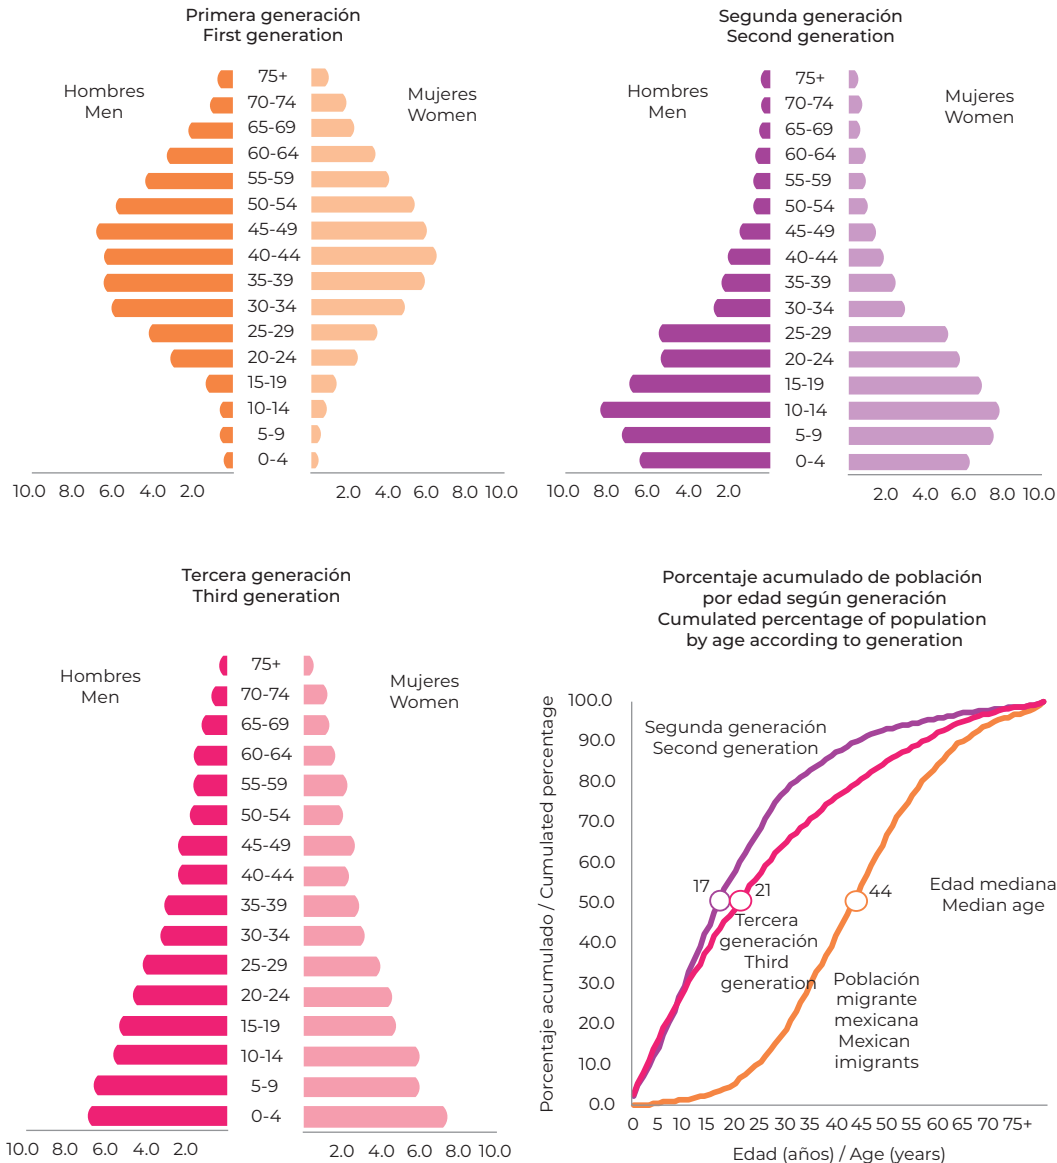 Primera generación
First generation
Hombres
Men
Mujeres
Women
75+
70-74
65-69
60-64
55-59
50-54
45-49
40-44
35-39
30-34
25-29
20-24
15-19
10-14
5-9
0-4
10.0 8.0 6.0 4.0 2.0
2.0 4.0 6.0 8.0 10.0
Segunda generación
Second generation
Hombres
Men
Mujeres
Women
75+
70-74
65-69
60-64
55-59
50-54
45-49
40-44
35-39
30-34
25-29
20-24
15-19
10-14
5-9
0-4
10.0 8.0 6.0 4.0 2.0
2.0 4.0 6.0 8.0 10.0
Tercera generación
Third generation
Hombres
Men
Mujeres
Women
75+
70-74
65-69
60-64
55-59
50-54
45-49
40-44
35-39
30-34
25-29
20-24
15-19
10-14
5-9
0-4
10.0 8.0 6.0 4.0 2.0
2.0 4.0 6.0 8.0 10.0
Porcentaje acumulado de población
por edad según generación
Cumulated percentage of population
by age according to generation
Porcentaje acumulado / Cumulated percentage
100.0
90.0
80.0
70.0
60.0
50.0
40.0
30.0
20.0
10.0
0.0
Segunda generación
Second generation
17
21
44
Edad mediana
Median age
Tercera
generación
Third
generation
Población
migrante
mexicana
Mexican
imigrants
0 5 10 15 20 25 30 35 40 45 50 55 60 65 70 75+
Edad (años) / Age (years)